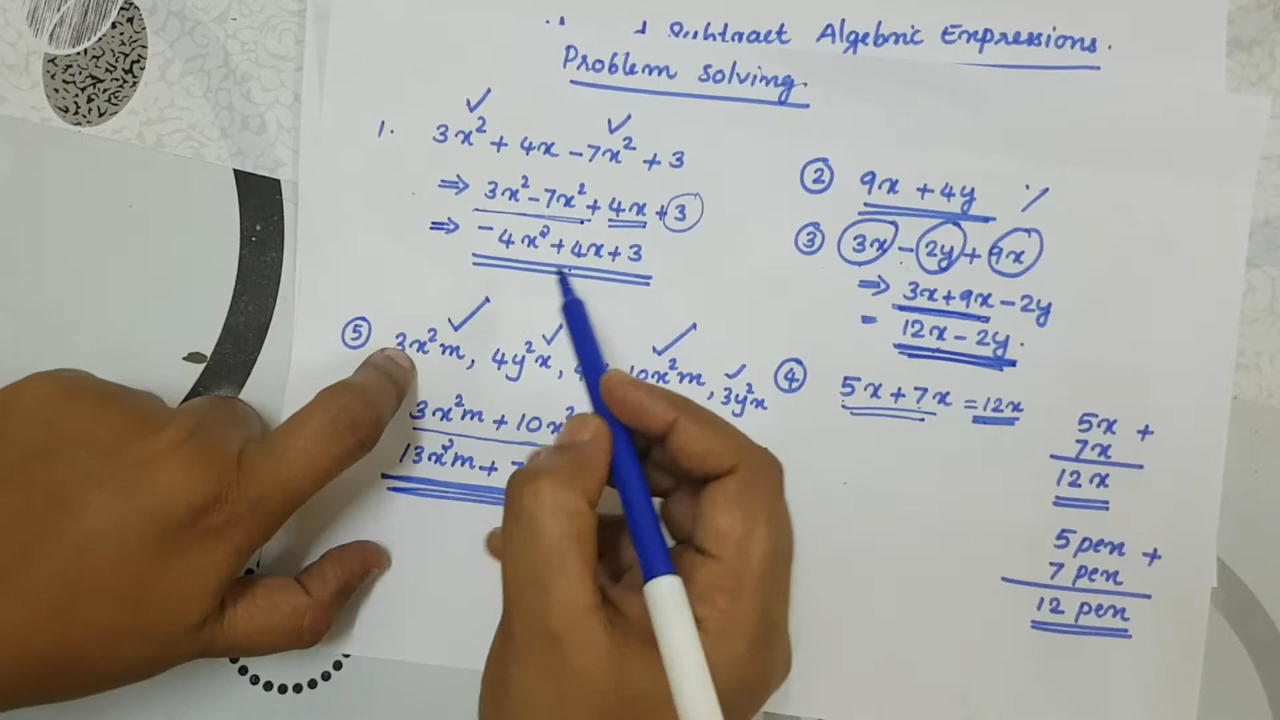 Subtract Algebraic Expressions.
Problem solving
1. 3x² + 4x - 7x² + 3
⇒ 3x² - 7x² + 4x + 3
⇒ -4x² + 4x + 3
② 9x + 4y
③ 3x - 2y + 9x
⇒ 3x + 9x - 2y
= 12x - 2y.
④ 5x + 7x = 12x
5x +
7x
12x
5 pen +
7 pen
12 pen
⑤ 3x²m, 4y²x, 10x²m, 3y²x
3x²m + 10x²
13x²m +